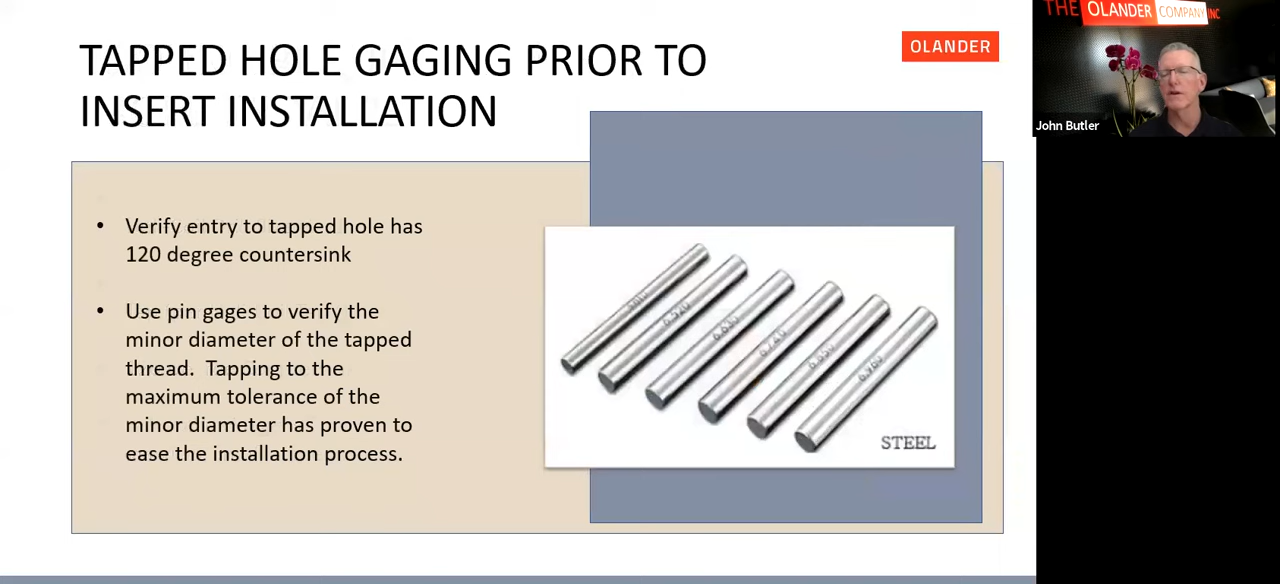 TAPPED HOLE GAGING PRIOR TO
INSERT INSTALLATION
OLANDER
THE OLANDER COMPANY INC
John Butler
• Verify entry to tapped hole has
120 degree countersink
• Use pin gages to verify the
minor diameter of the tapped
thread. Tapping to the
maximum tolerance of the
minor diameter has proven to
ease the installation process.
STEEL